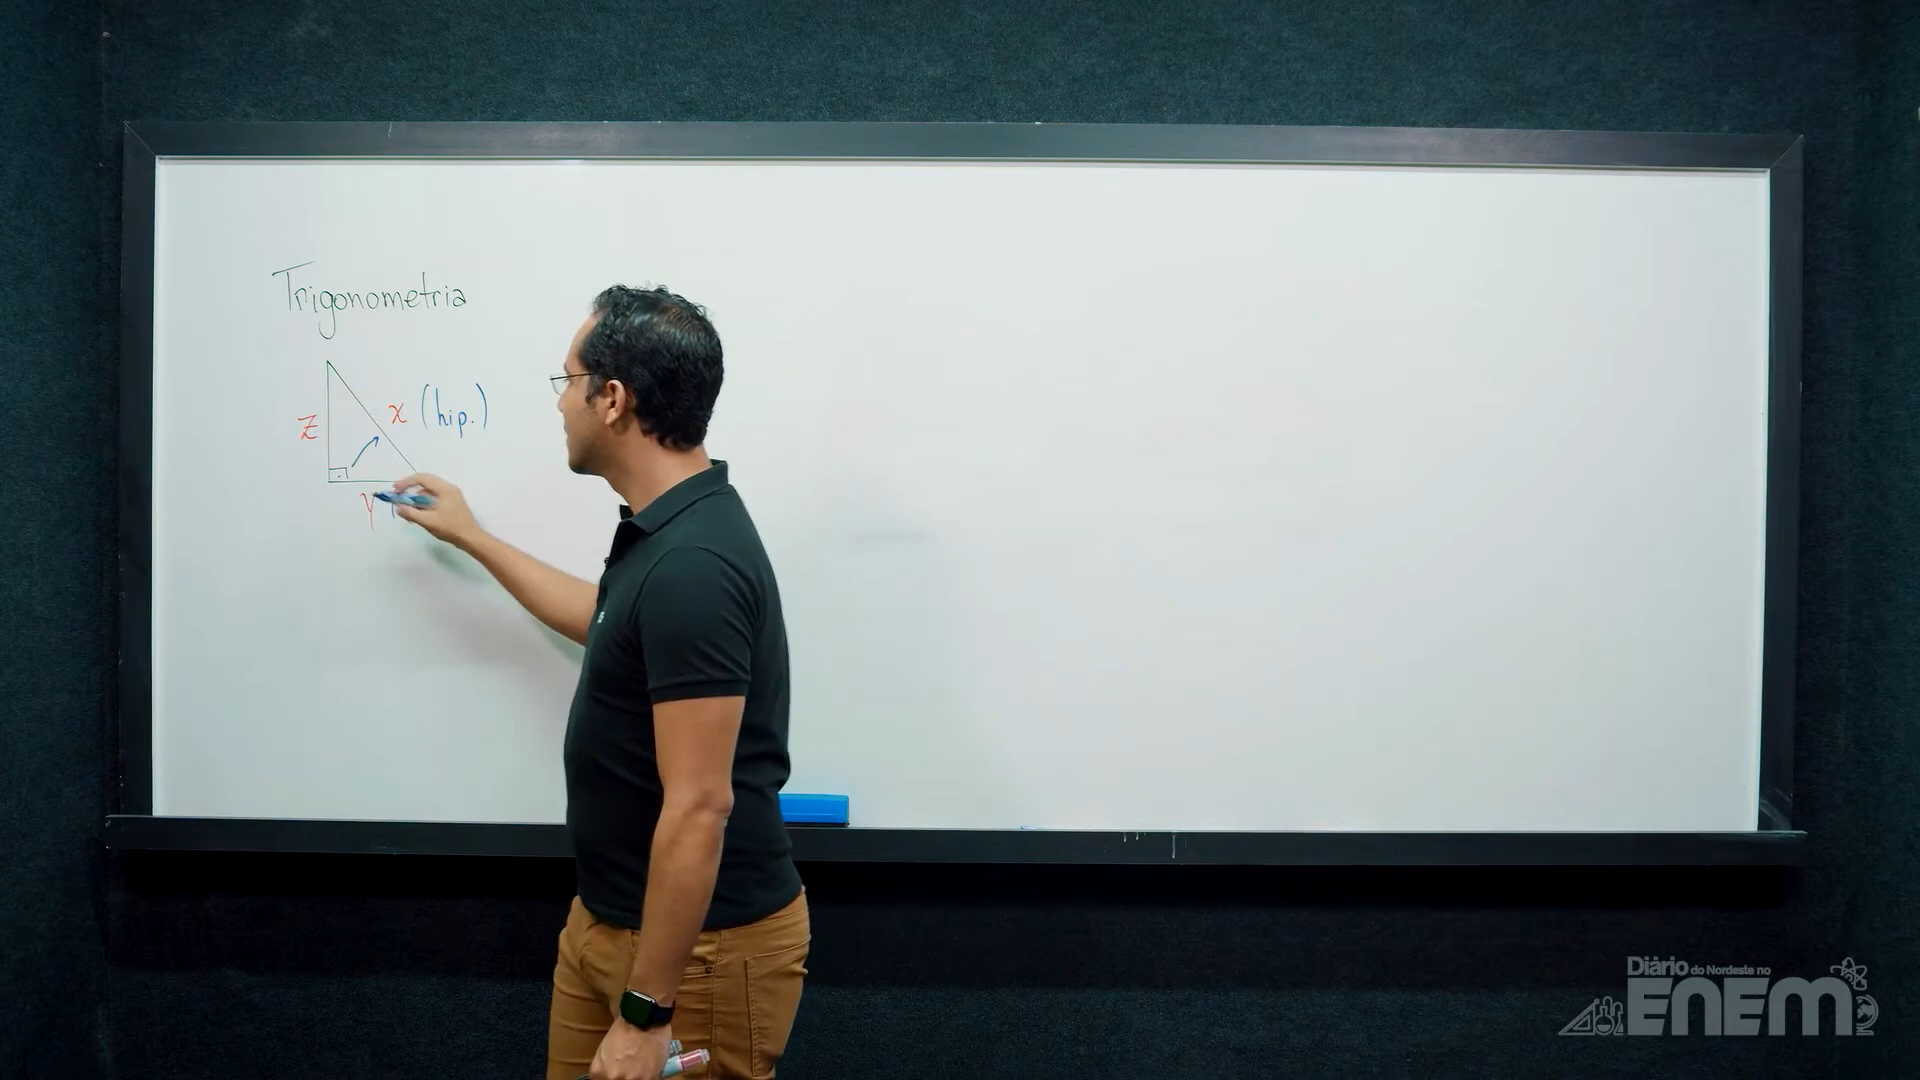 Trigonometria
Z
x (hip.)
y
Diário do Nordeste no
ENEM